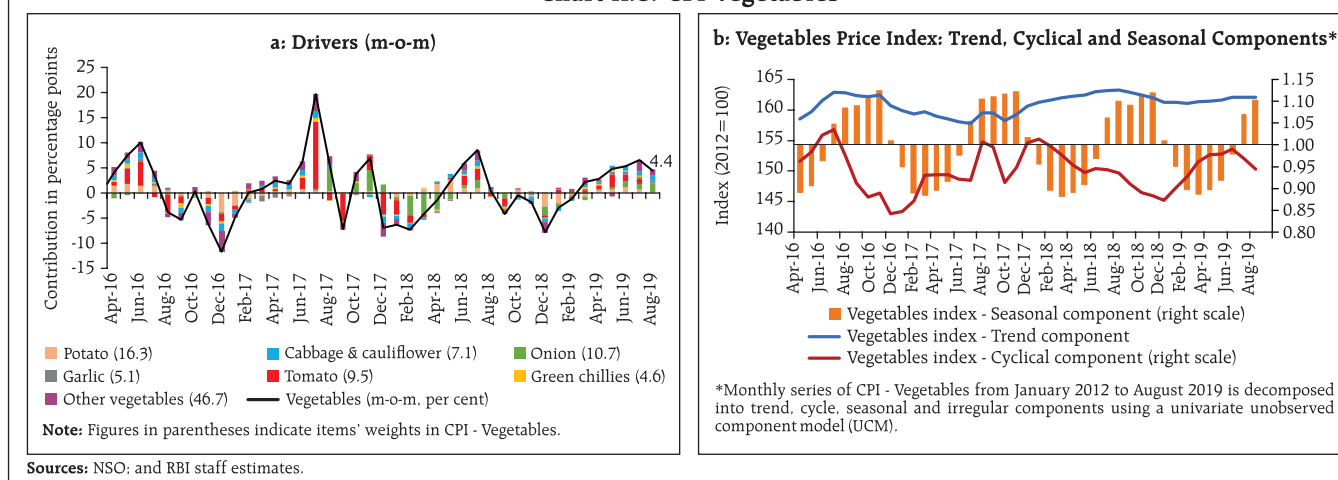 a: Drivers (m-o-m)
Contribution in percentage points
25
20
15
10
5
0
-5
-10
-15
4.4
Apr-16
Jun-16
Aug-16
Oct-16
Dec-16
Feb-17
Apr-17
Jun-17
Aug-17
Oct-17
Dec-17
Feb-18
Apr-18
Jun-18
Aug-18
Oct-18
Dec-18
Feb-19
Apr-19
Jun-19
Aug-19
Potato (16.3)
Cabbage & cauliflower (7.1)
Onion (10.7)
Garlic (5.1)
Tomato (9.5)
Green chillies (4.6)
Other vegetables (46.7)
Vegetables (m-o-m, per cent)
Note: Figures in parentheses indicate items' weights in CPI - Vegetables.
b: Vegetables Price Index: Trend, Cyclical and Seasonal Components*
Index (2012=100)
165
160
155
150
145
140
1.15
1.10
1.05
1.00
0.95
0.90
0.85
0.80
Apr-16
Jun-16
Aug-16
Oct-16
Dec-16
Feb-17
Apr-17
Jun-17
Aug-17
Oct-17
Dec-17
Feb-18
Apr-18
Jun-18
Aug-18
Oct-18
Dec-18
Feb-19
Apr-19
Jun-19
Aug-19
Vegetables index - Seasonal component (right scale)
Vegetables index - Trend component
Vegetables index - Cyclical component (right scale)
*Monthly series of CPI - Vegetables from January 2012 to August 2019 is decomposed
into trend, cycle, seasonal and irregular components using a univariate unobserved
component model (UCM).
Sources: NSO; and RBI staff estimates.